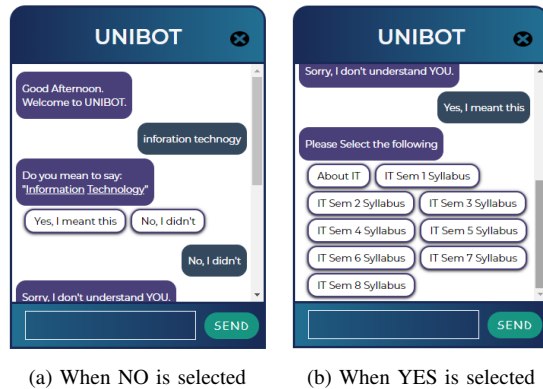 UNIBOT
Good Afternoon.
Welcome to UNIBOT.
inforation technogy
Do you mean to say:
"Information Technology"
Yes, I meant this
No, I didn't
No, I didn't
Sorry, I don't understand YOU.
SEND
(a) When NO is selected
UNIBOT
Sorry, I don't understand YOU.
Yes, I meant this
Please Select the following
About IT
IT Sem 1 Syllabus
IT Sem 2 Syllabus
IT Sem 3 Syllabus
IT Sem 4 Syllabus
IT Sem 5 Syllabus
IT Sem 6 Syllabus
IT Sem 7 Syllabus
IT Sem 8 Syllabus
SEND
(b) When YES is selected